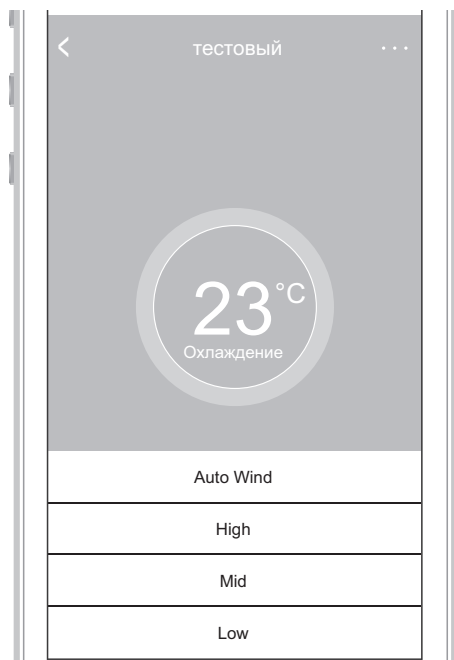 тестовый
23 °C
Охлаждение
Auto Wind
High
Mid
Low